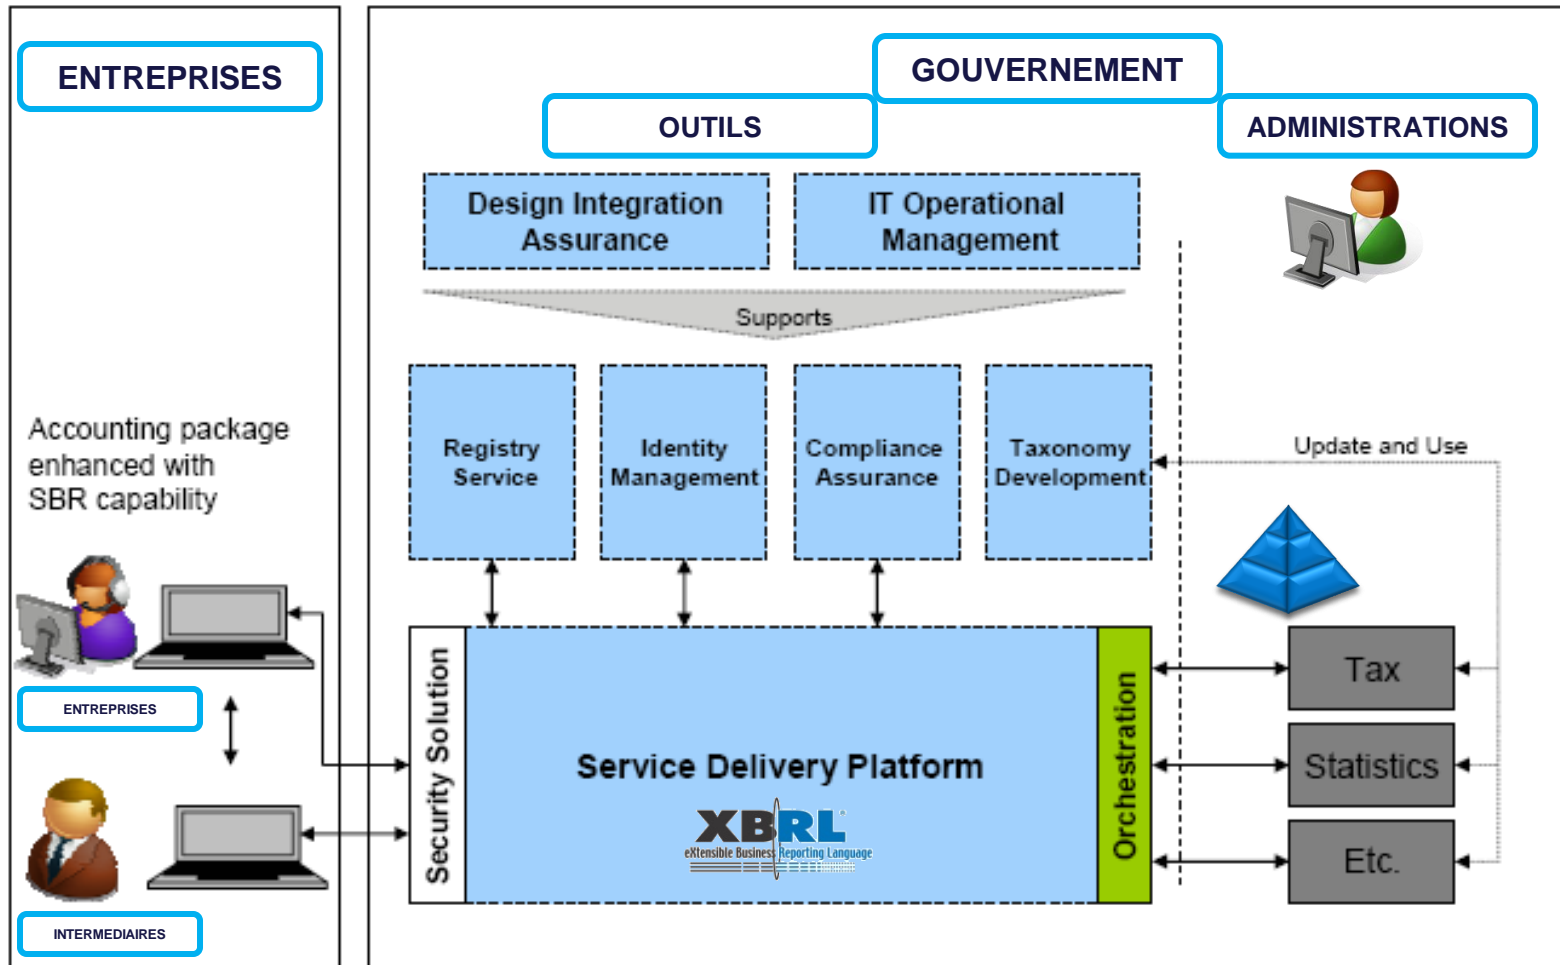 ENTREPRISES
GOUVERNEMENT
OUTILS
ADMINISTRATIONS
Design Integration
Assurance
IT Operational
Management
Supports
Accounting package
enhanced with
SBR capability
Registry
Service
Identity
Management
Compliance
Assurance
Taxonomy
Development
Update and Use
ENTREPRISES
INTERMEDIAIRES
Security Solution
Service Delivery Platform
XBRL
eXtensible Business Reporting Language
Orchestration
Tax
Statistics
Etc.